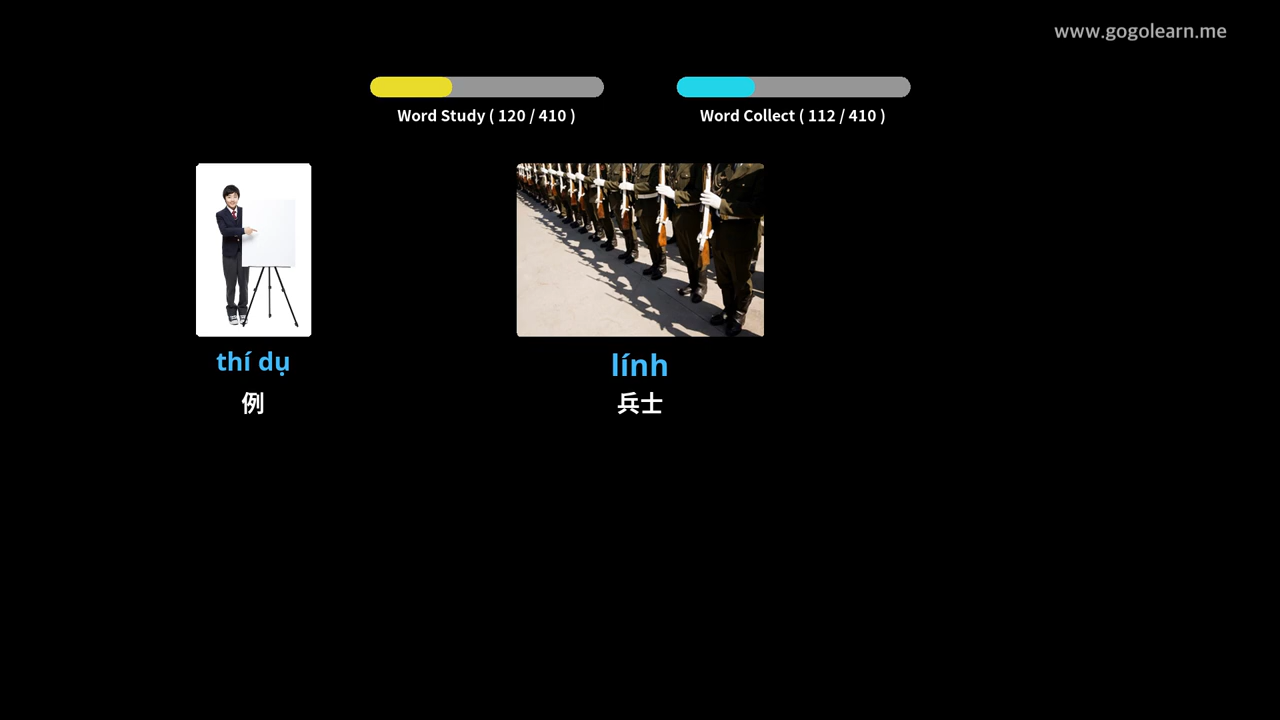 www.gogolearn.me
Word Study ( 120 / 410 )
Word Collect ( 112 / 410 )
thí dụ
例
lính
兵士